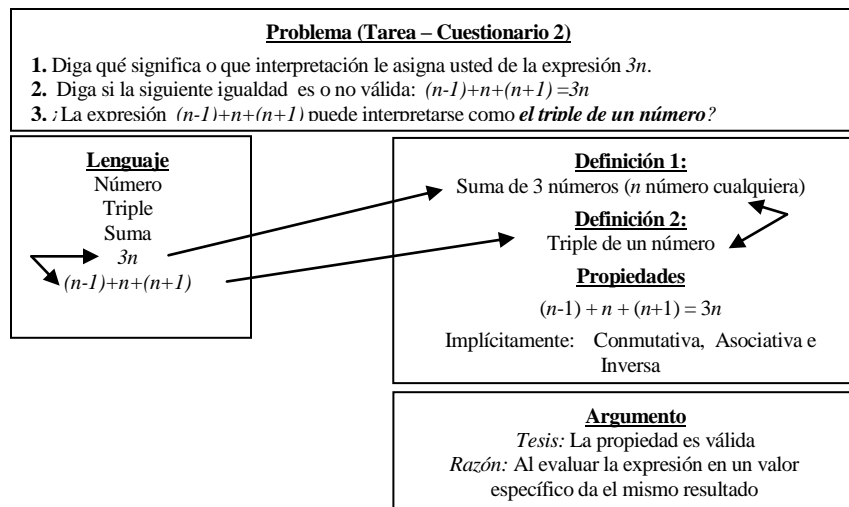 Problema (Tarea – Cuestionario 2)
1. Diga qué significa o que interpretación le asigna usted de la expresión 3n.
2. Diga si la siguiente igualdad es o no válida: (n-1)+n+(n+1) =3n
3. ¿La expresión (n-1)+n+(n+1) puede interpretarse como el triple de un número?
Lenguaje
Número
Triple
Suma
3n
(n-1)+n+(n+1)
Definición 1:
Suma de 3 números (n número cualquiera)
Definición 2:
Triple de un número
Propiedades
(n-1) + n + (n+1) = 3n
Implícitamente: Conmutativa, Asociativa e
Inversa
Argumento
Tesis: La propiedad es válida
Razón: Al evaluar la expresión en un valor
específico da el mismo resultado